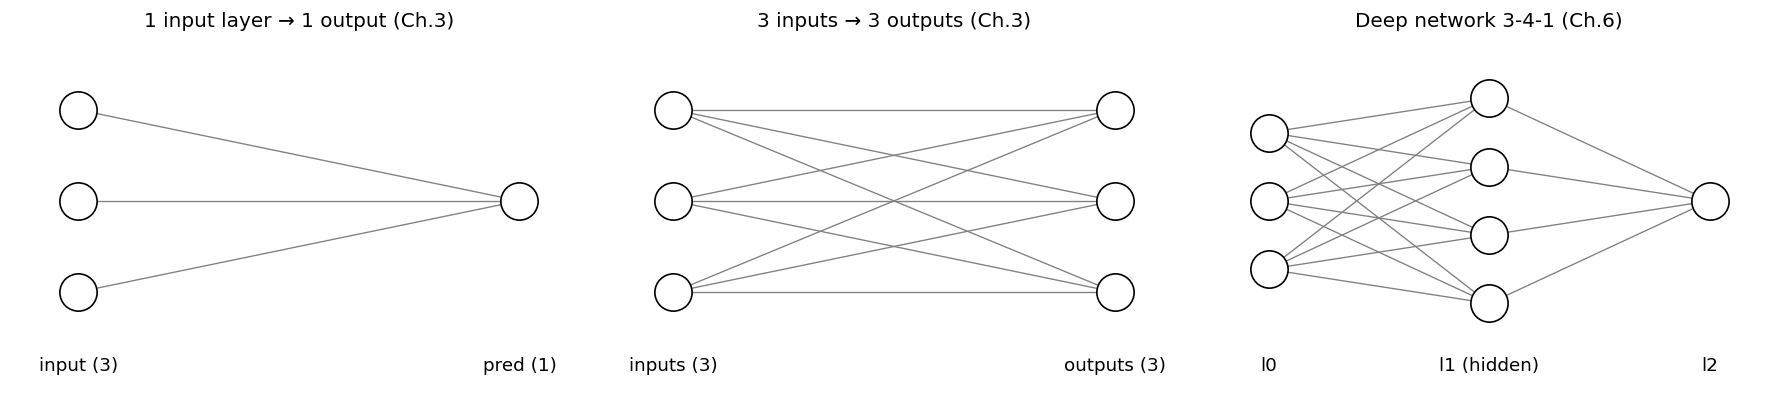 1 input layer → 1 output (Ch.3)
3 inputs → 3 outputs (Ch.3)
Deep network 3-4-1 (Ch.6)
input (3)
pred (1)
inputs (3)
outputs (3)
l0
l1 (hidden)
l2